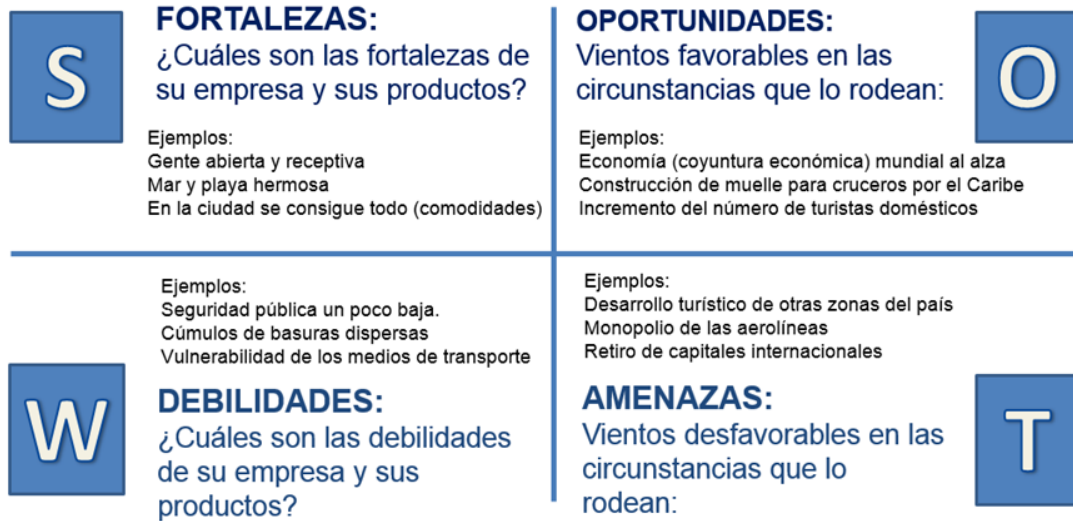 S
FORTALEZAS:
¿Cuáles son las fortalezas de
su empresa y sus productos?
Ejemplos:
Gente abierta y receptiva
Mar y playa hermosa
En la ciudad se consigue todo (comodidades)
OPORTUNIDADES:
Vientos favorables en las
circunstancias que lo rodean:
O
Ejemplos:
Economía (coyuntura económica) mundial al alza
Construcción de muelle para cruceros por el Caribe
Incremento del número de turistas domésticos
Ejemplos:
Seguridad pública un poco baja.
Cúmulos de basuras dispersas
Vulnerabilidad de los medios de transporte
W
DEBILIDADES:
¿Cuáles son las debilidades
de su empresa y sus
productos?
Ejemplos:
Desarrollo turístico de otras zonas del país
Monopolio de las aerolíneas
Retiro de capitales internacionales
AMENAZAS:
Vientos desfavorables en las
circunstancias que lo
rodean:
T